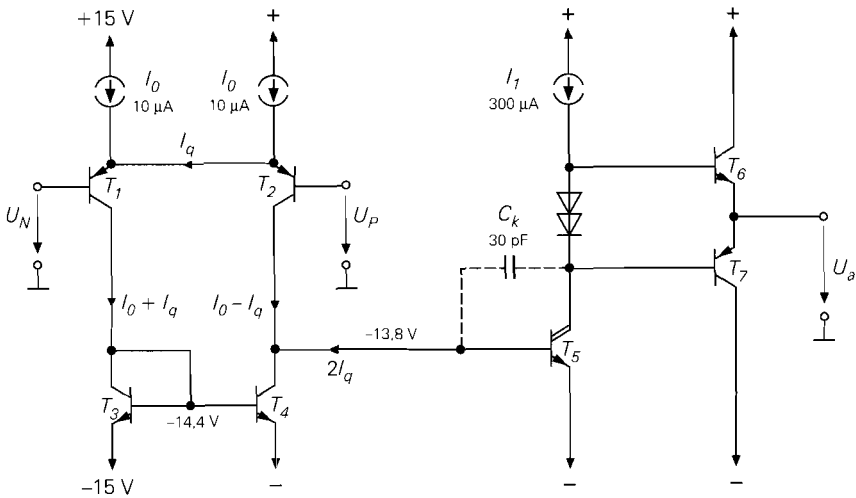 +15 V
+
+
+
I0
10 µA
I0
10 µA
I1
300 µA
Iq
T1
T2
T6
UN
UP
Ck
30 pF
T7
Ua
I0 + Iq
I0 – Iq
–13,8 V
2Iq
T5
T3
–14,4 V
T4
–15 V
–
–
–